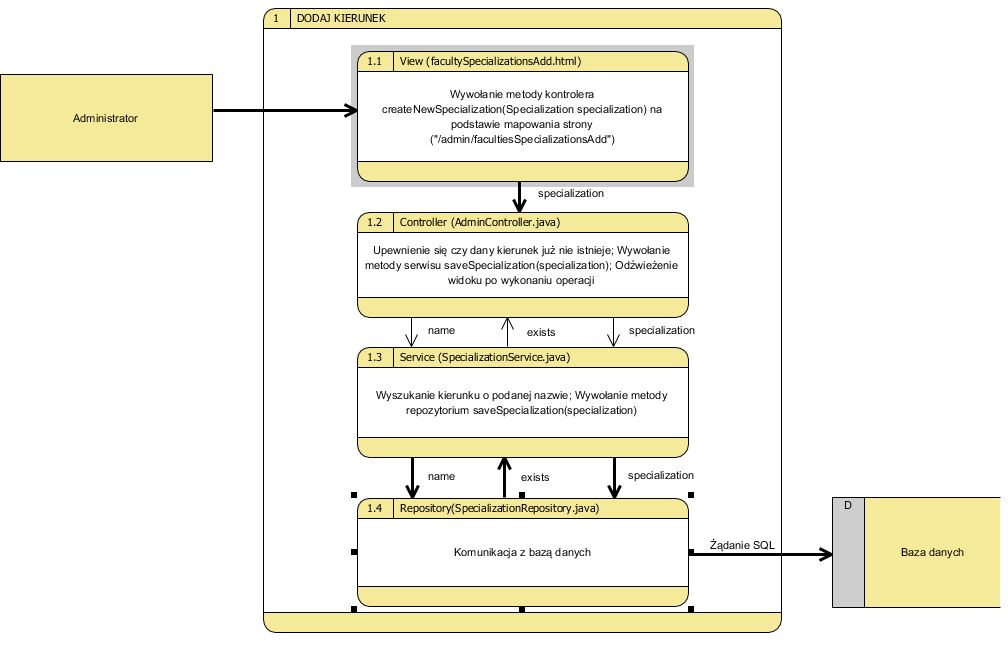 1 DODAJ KIERUNEK
1.1 View (facultySpecializationsAdd.html)
Administrator
Wywołanie metody kontrolera
createNewSpecialization(Specialization specialization) na
podstawie mapowania strony
("/admin/facultiesSpecializationsAdd")
specialization
1.2 Controller (AdminController.java)
Upewnienie się czy dany kierunek już nie istnieje; Wywołanie
metody serwisu saveSpecialization(specialization); Odźwieżenie
widoku po wykonaniu operacji
name exists specialization
1.3 Service (SpecializationService.java)
Wyszukanie kierunku o podanej nazwie; Wywołanie metody
repozytorium saveSpecialization(specialization)
name exists specialization
1.4 Repository(SpecializationRepository.java)
Komunikacja z bazą danych
Żądanie SQL
D
Baza danych